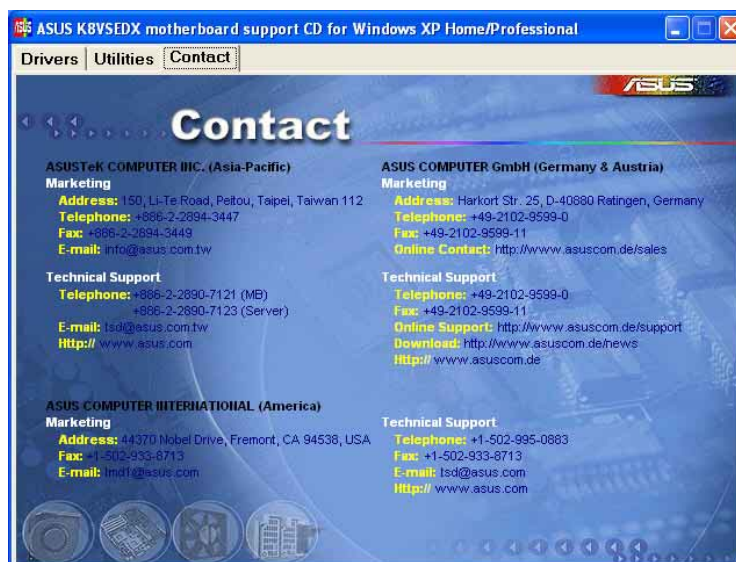 ASUS K8VSEDX motherboard support CD for Windows XP Home/Professional
Drivers Utilities Contact
ASUS
Contact
ASUSTeK COMPUTER INC. (Asia-Pacific)
Marketing
Address: 150, Li-Te Road, Peitou, Taipei, Taiwan 112
Telephone: +886-2-2894-3447
Fax: +886-2-2894-3449
E-mail: info@asus.com.tw
Technical Support
Telephone: +886-2-2890-7121 (MB)
+886-2-2890-7123 (Server)
E-mail: tsd@asus.com.tw
Http:// www.asus.com
ASUS COMPUTER GmbH (Germany & Austria)
Marketing
Address: Harkort Str. 25, D-40880 Ratingen, Germany
Telephone: +49-2102-9599-0
Fax: +49-2102-9599-11
Online Contact: http://www.asuscom.de/sales
Technical Support
Telephone: +49-2102-9599-0
Fax: +49-2102-9599-11
Online Support: http://www.asuscom.de/support
Download: http://www.asuscom.de/news
Http:// www.asuscom.de
ASUS COMPUTER INTERNATIONAL (America)
Marketing
Address: 44370 Nobel Drive, Fremont, CA 94538, USA
Fax: +1-502-933-8713
E-mail: tmd1@asus.com
Technical Support
Telephone: +1-502-995-0883
Fax: +1-502-933-8713
E-mail: tsd@asus.com
Http:// www.asus.com